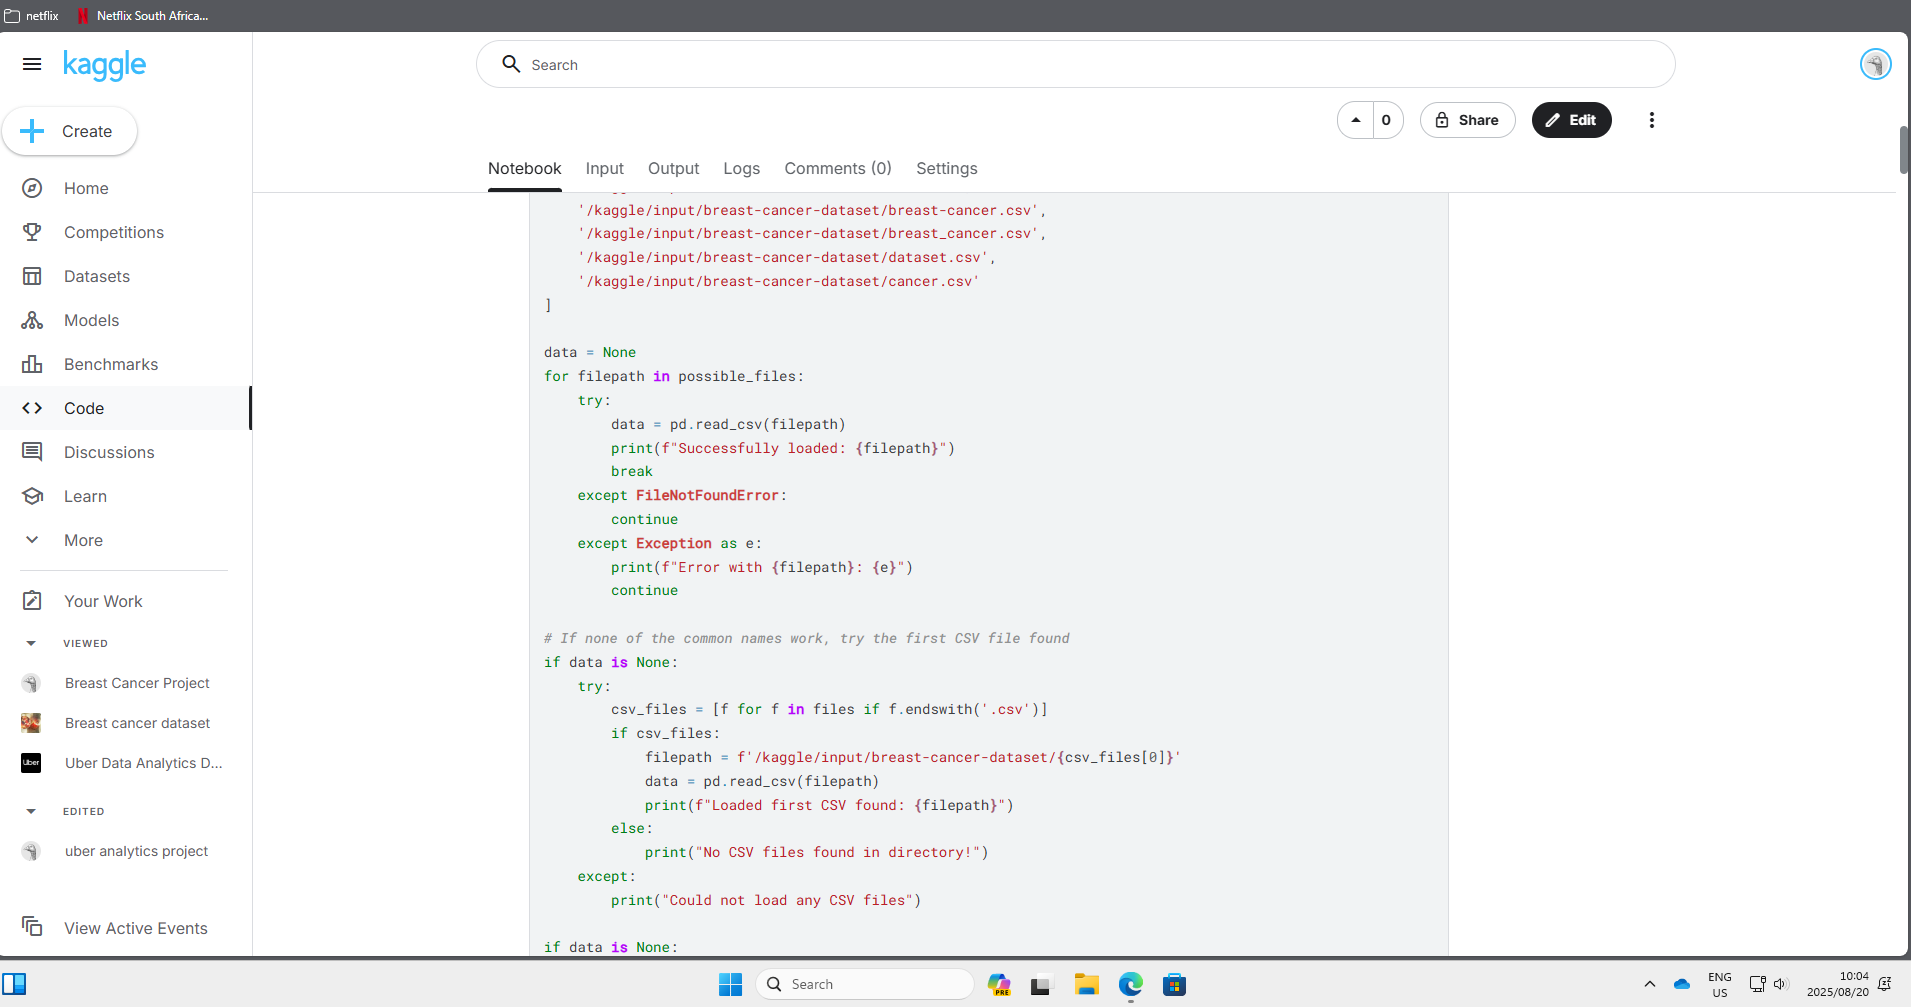 netflix
Netflix South Africa...
kaggle
Search
Create
0
Share
Edit
Notebook
Input
Output
Logs
Comments (0)
Settings
Home
Competitions
Datasets
Models
Benchmarks
Code
Discussions
Learn
More
Your Work
VIEWED
Breast Cancer Project
Breast cancer dataset
Uber
Uber Data Analytics D...
EDITED
uber analytics project
View Active Events
'/kaggle/input/breast-cancer-dataset/breast-cancer.csv',
'/kaggle/input/breast-cancer-dataset/breast_cancer.csv',
'/kaggle/input/breast-cancer-dataset/dataset.csv',
'/kaggle/input/breast-cancer-dataset/cancer.csv'
]
data = None
for filepath in possible_files:
try:
data = pd.read_csv(filepath)
print(f"Successfully loaded: {filepath}")
break
except FileNotFoundError:
continue
except Exception as e:
print(f"Error with {filepath}: {e}")
continue
# If none of the common names work, try the first CSV file found
if data is None:
try:
csv_files = [f for f in files if f.endswith('.csv')]
if csv_files:
filepath = f'/kaggle/input/breast-cancer-dataset/{csv_files[0]}'
data = pd.read_csv(filepath)
print(f"Loaded first CSV found: {filepath}")
else:
print("No CSV files found in directory!")
except:
print("Could not load any CSV files")
if data is None:
Search
PRE
ENG
US
10:04
2025/08/20